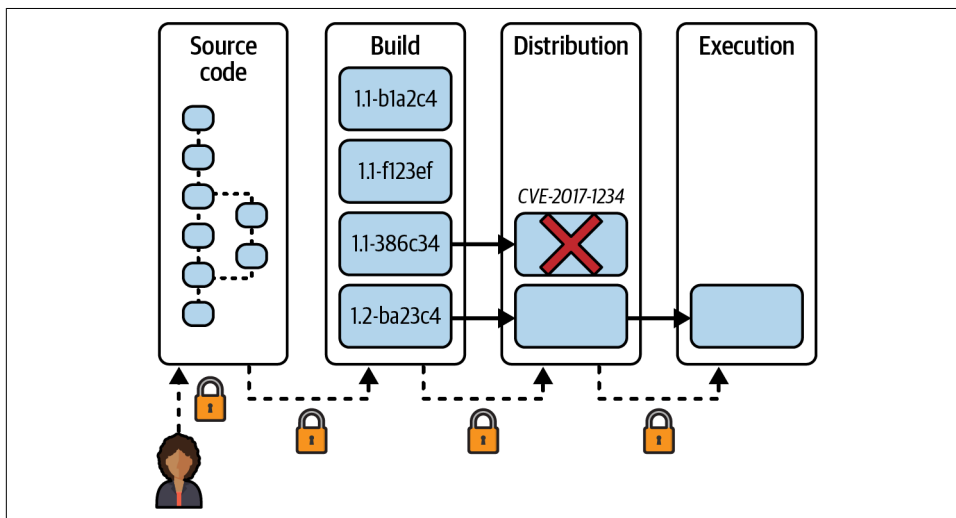 Source
code
Build
Distribution
Execution
1.1-b1a2c4
1.1-f123ef
CVE-2017-1234
1.1-386c34
1.2-ba23c4